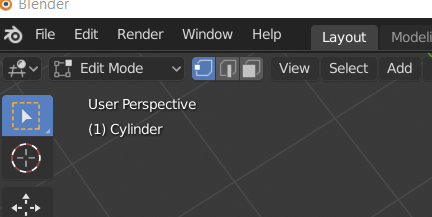 Blender
File Edit Render Window Help Layout Modeli
Edit Mode View Select Add
User Perspective
(1) Cylinder